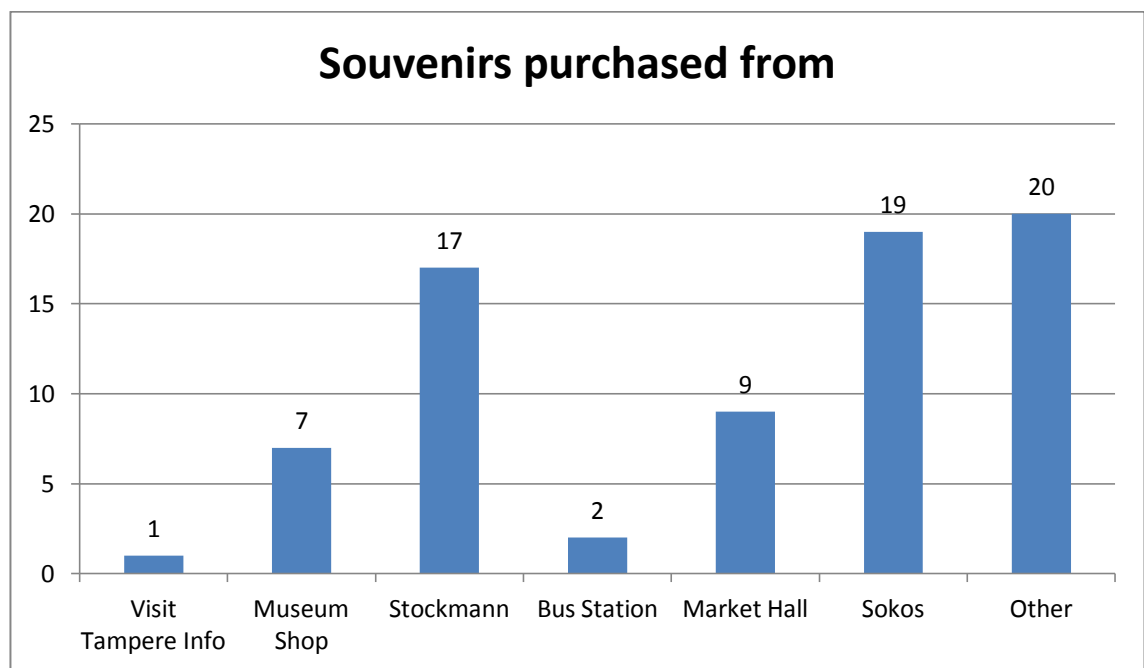 Souvenirs purchased from
25
20
15
10
5
0
1
7
17
2
9
19
20
Visit
Tampere Info
Museum
Shop
Stockmann
Bus Station
Market Hall
Sokos
Other